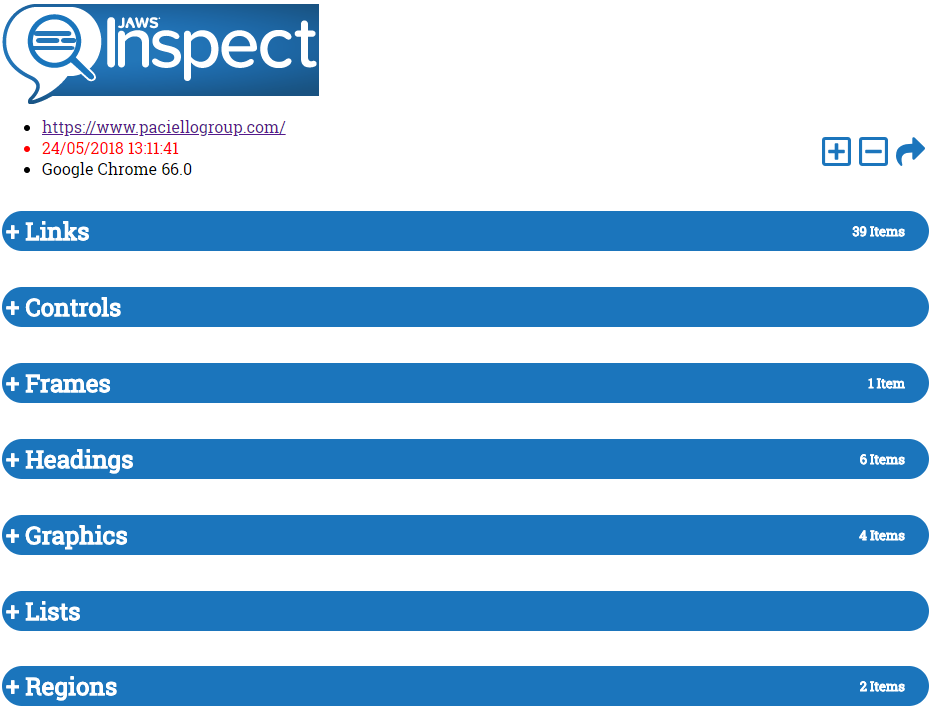 JAWS
Inspect
https://www.paciellogroup.com/
24/05/2018 13:11:41
Google Chrome 66.0
+ Links 39 Items
+ Controls
+ Frames 1 Item
+ Headings 6 Items
+ Graphics 4 Items
+ Lists
+ Regions 2 Items